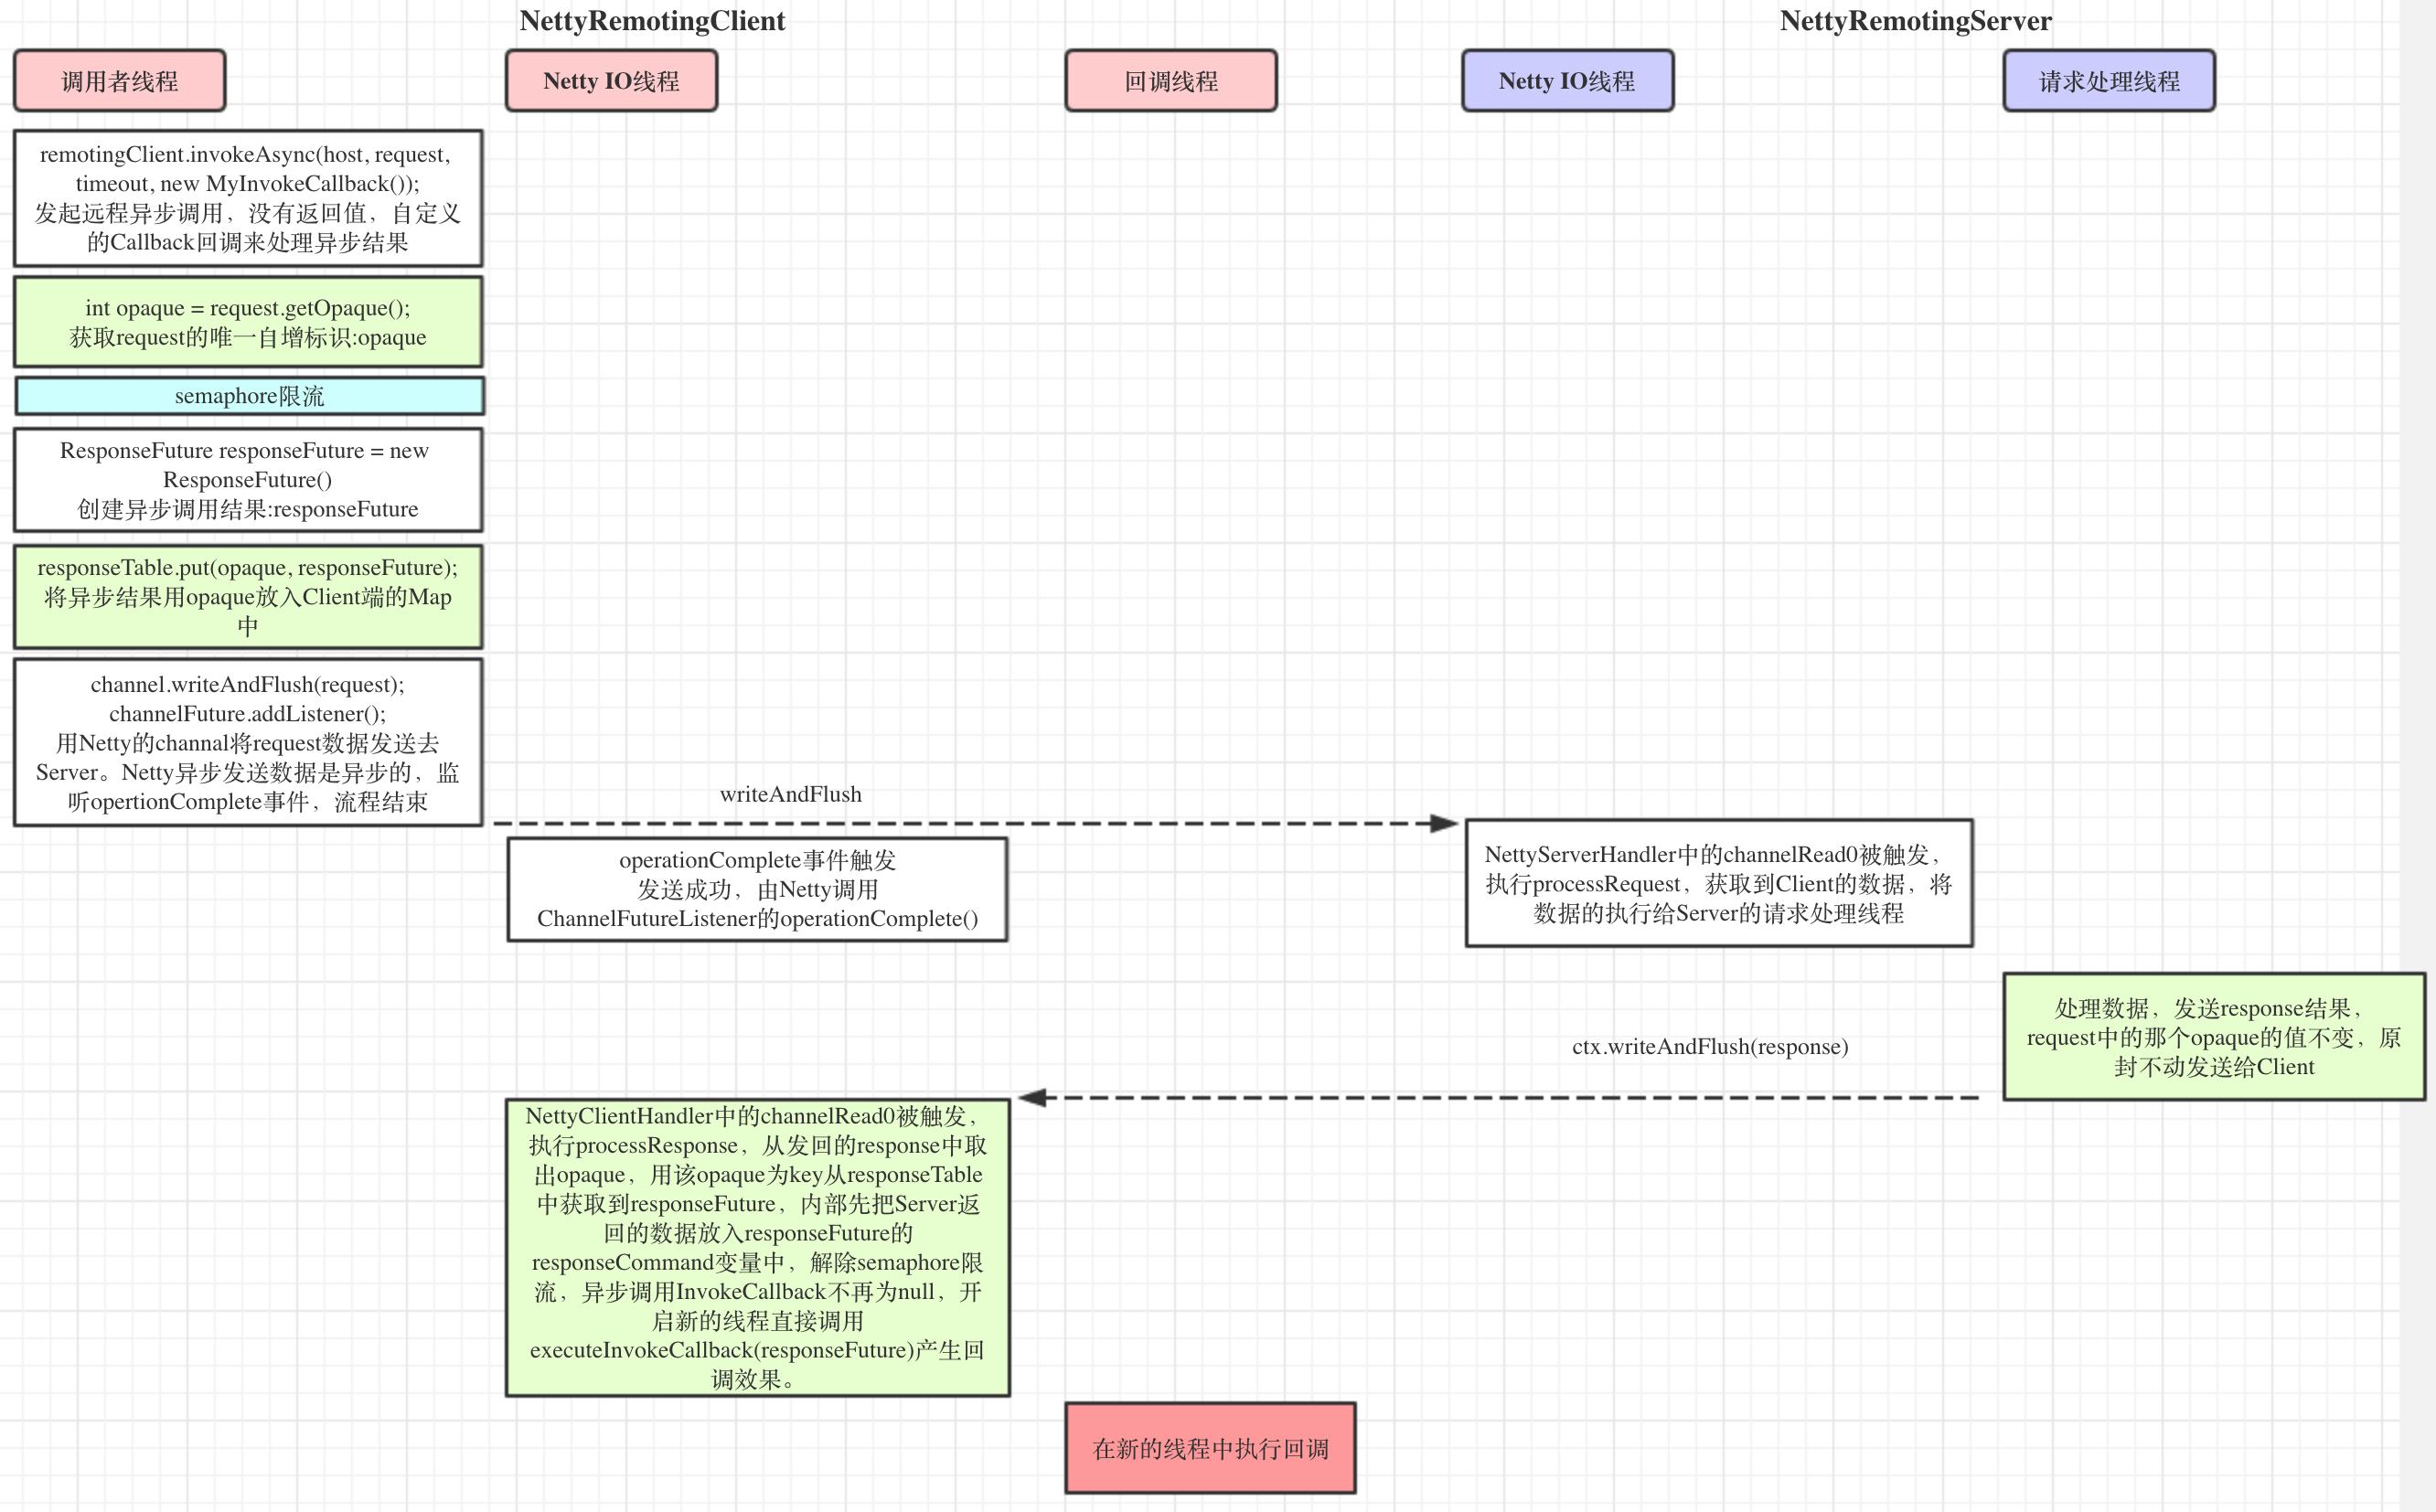 NettyRemotingClient
NettyRemotingServer
调用者线程
Netty IO线程
回调线程
Netty IO线程
请求处理线程
remotingClient.invokeAsync(host, request,
timeout, new MyInvokeCallback());
发起远程异步调用，没有返回值，自定义
的Callback回调来处理异步结果
int opaque = request.getOpaque();
获取request的唯一自增标识:opaque
semaphore限流
ResponseFuture responseFuture = new
ResponseFuture()
创建异步调用结果:responseFuture
responseTable.put(opaque, responseFuture);
将异步结果用opaque放入Client端的Map
中
channel.writeAndFlush(request);
channelFuture.addListener();
用Netty的channal将request数据发送去
Server。Netty异步发送数据是异步的，监
听opertionComplete事件，流程结束
writeAndFlush
operationComplete事件触发
发送成功，由Netty调用
ChannelFutureListener的operationComplete()
NettyServerHandler中的channelRead0被触发，
执行processRequest，获取到Client的数据，将
数据的执行给Server的请求处理线程
处理数据，发送response结果，
request中的那个opaque的值不变，原
封不动发送给Client
ctx.writeAndFlush(response)
NettyClientHandler中的channelRead0被触发，
执行processResponse，从发回的response中取
出opaque，用该opaque为key从responseTable
中获取到responseFuture，内部先把Server返
回的数据放入responseFuture的
responseCommand变量中，解除semaphore限
流，异步调用InvokeCallback不再为null，开
启新的线程直接调用
executeInvokeCallback(responseFuture)产生回
调效果。
在新的线程中执行回调